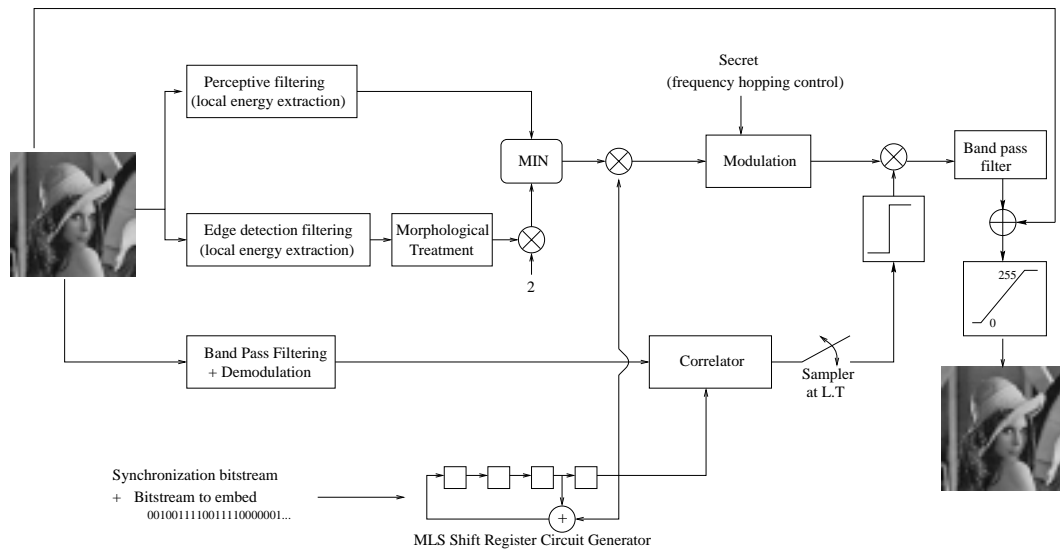 Secret
(frequency hopping control)
Perceptive filtering
(local energy extraction)
MIN
Modulation
Band pass
filter
Edge detection filtering
(local energy extraction)
Morphological
Treatment
2
255
0
Band Pass Filtering
+ Demodulation
Correlator
Sampler
at L.T
Synchronization bitstream
+ Bitstream to embed
0010011110011110000001...
+
MLS Shift Register Circuit Generator